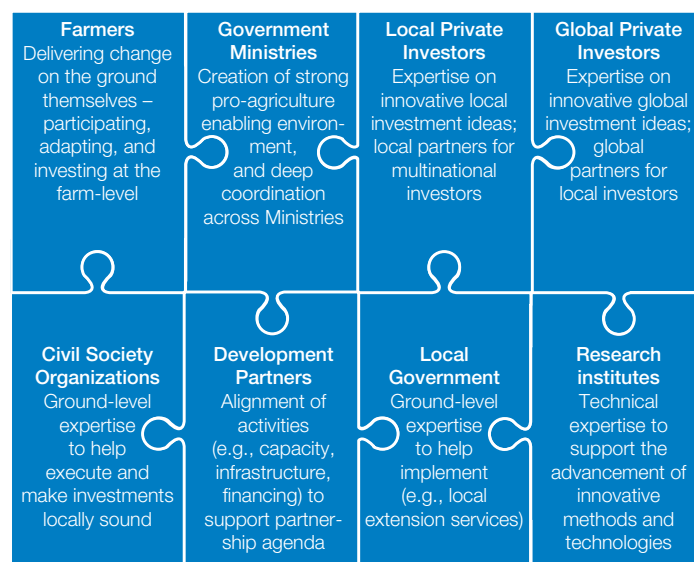 Farmers
Delivering change
on the ground
themselves –
participating,
adapting, and
investing at the
farm-level
Government
Ministries
Creation of strong
pro-agriculture
enabling environ-
ment,
and deep
coordination
across Ministries
Local Private
Investors
Expertise on
innovative local
investment ideas;
local partners for
multinational
investors
Global Private
Investors
Expertise on
innovative global
investment ideas;
global
partners for
local investors
Civil Society
Organizations
Ground-level
expertise
to help
execute and
make investments
locally sound
Development
Partners
Alignment of
activities
(e.g., capacity,
infrastructure,
financing) to
support partner-
ship agenda
Local
Government
Ground-level
expertise
to help
implement
(e.g., local
extension services)
Research
institutes
Technical
expertise to
support the
advancement of
innovative
methods and
technologies